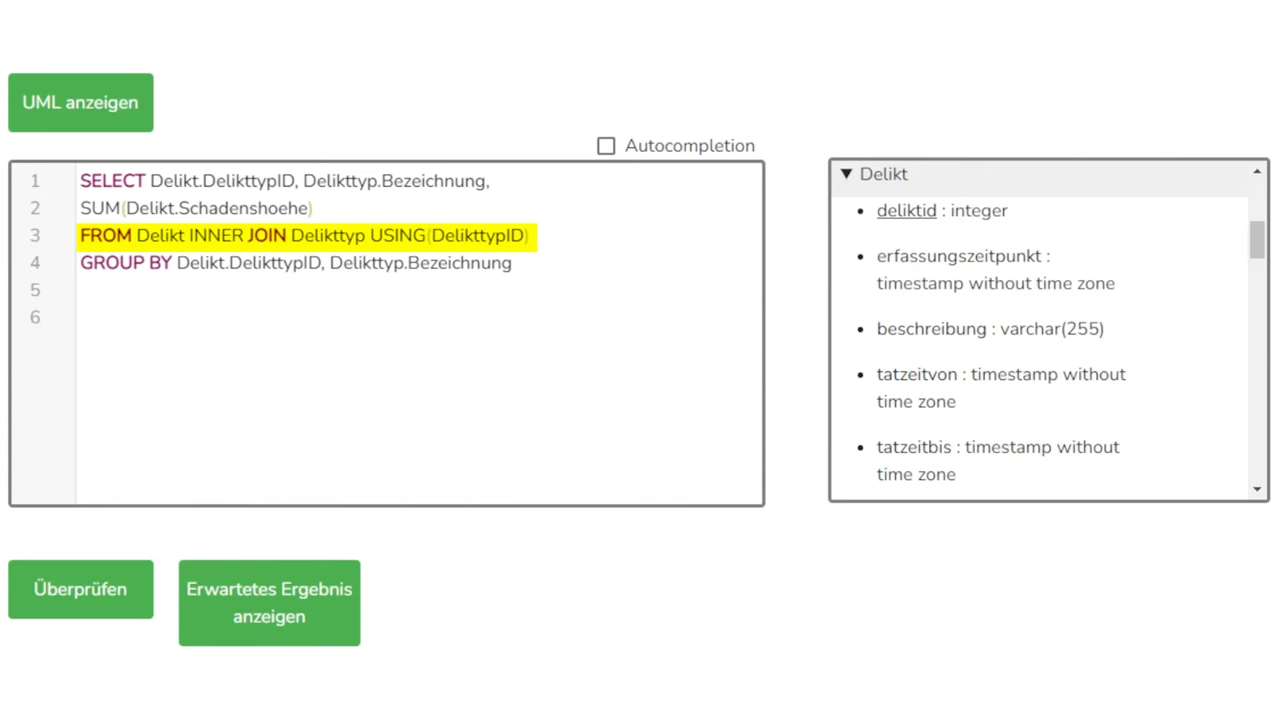 UML anzeigen
Autocompletion
1 SELECT Delikt.DelikttypID, Delikttyp.Bezeichnung,
2 SUM(Delikt.Schadenshoehe)
3 FROM Delikt INNER JOIN Delikttyp USING(DelikttypID)
4 GROUP BY Delikt.DelikttypID, Delikttyp.Bezeichnung
5
6
▼ Delikt
• deliktid : integer
• erfassungszeitpunkt :
timestamp without time zone
• beschreibung : varchar(255)
• tatzeitvon : timestamp without
time zone
• tatzeitbis : timestamp without
time zone
Überprüfen
Erwartetes Ergebnis
anzeigen